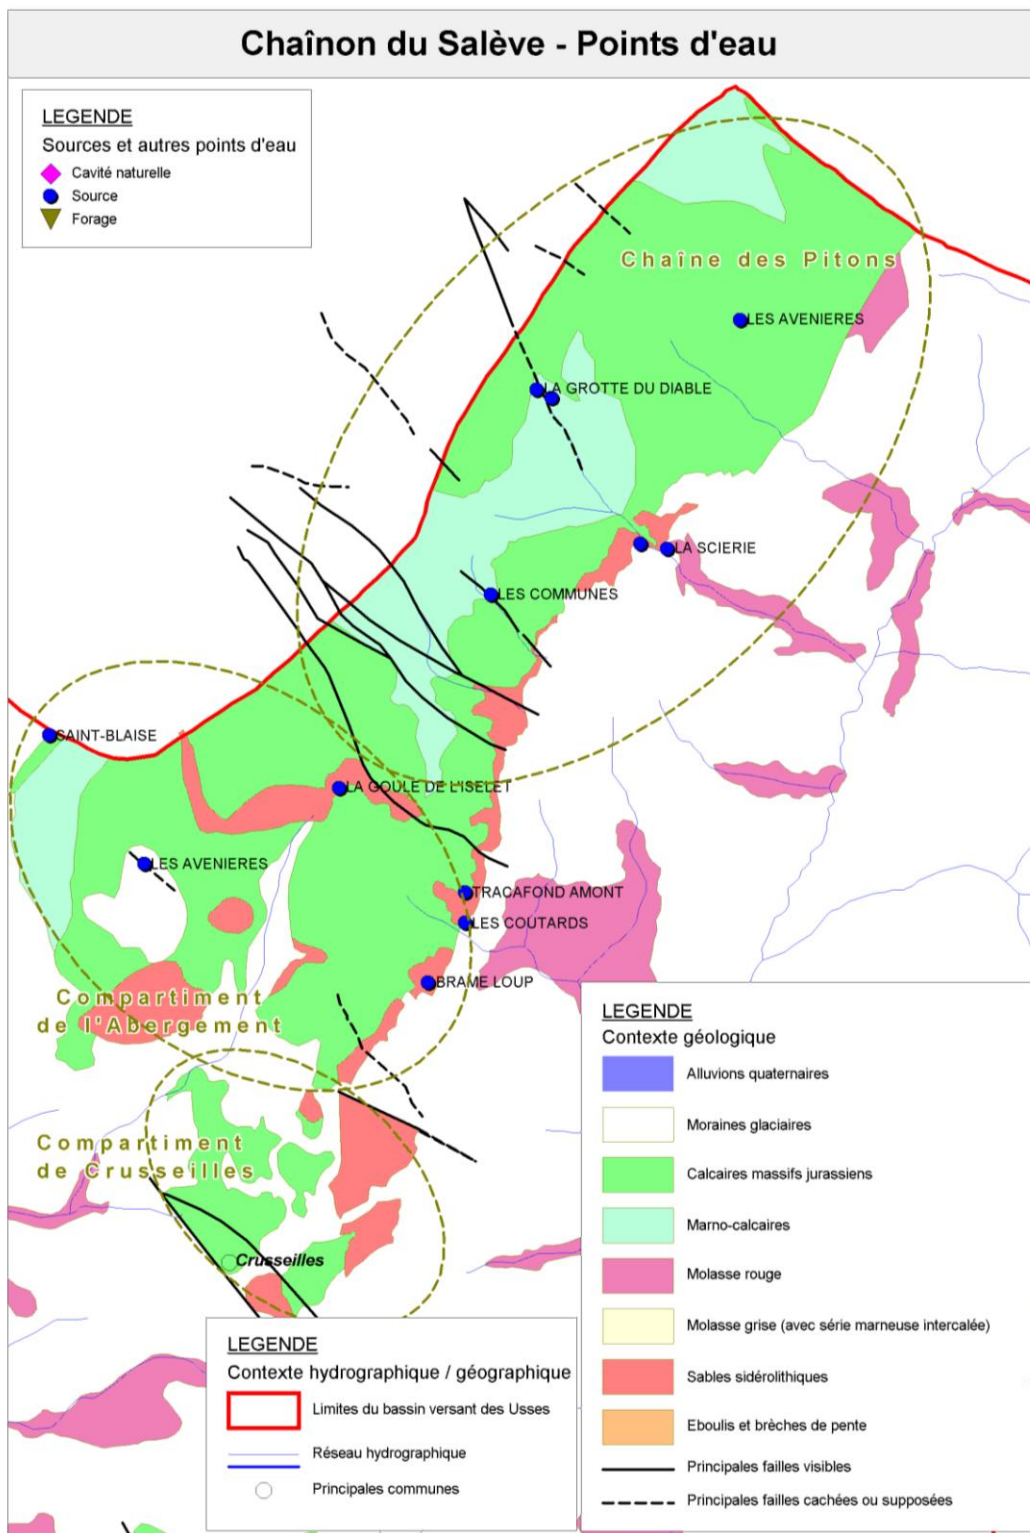 Chaînon du Salève - Points d'eau
LEGENDE
Sources et autres points d'eau
Cavité naturelle
Source
Forage
Chaîne des Pitons
LES AVENIERES
LA GROTTE DU DIABLE
LA SCIERIE
LES COMMUNES
SAINT-BLAISE
LA GOULE DE L'ISELET
LES AVENIERES
TRACAFOND AMONT
LES COUTARDS
BRAME LOUP
Compartiment
de l'Abergement
Compartiment
de Crusseilles
Crusseilles
LEGENDE
Contexte géologique
Alluvions quaternaires
Moraines glaciaires
Calcaires massifs jurassiens
Marno-calcaires
Molasse rouge
Molasse grise (avec série marneuse intercalée)
Sables sidérolithiques
Eboulis et brèches de pente
Principales failles visibles
Principales failles cachées ou supposées
LEGENDE
Contexte hydrographique / géographique
Limites du bassin versant des Usses
Réseau hydrographique
Principales communes